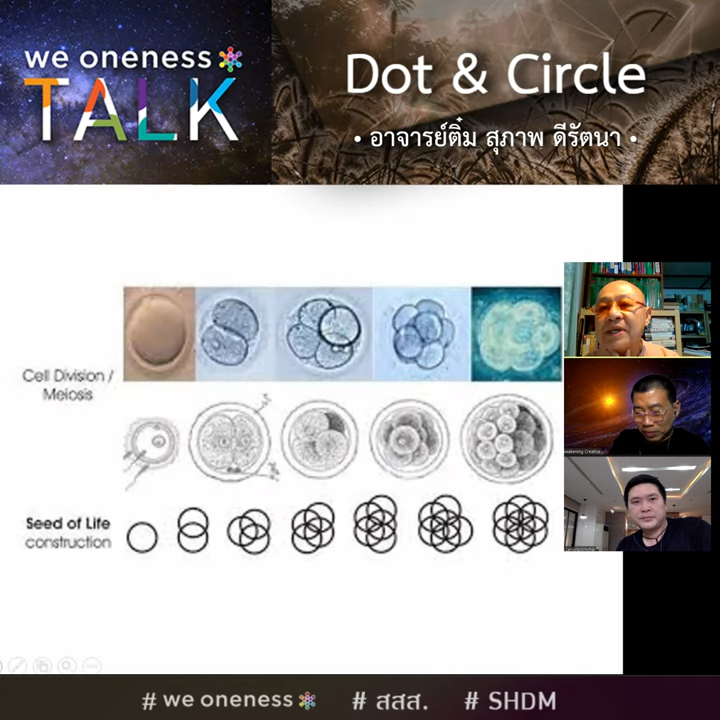 we oneness
TALK
Dot & Circle
• อาจารย์ติ๋ม สุภาพ ดีรัตนา •
Cell Division /
Meiosis
Seed of Life
construction
# we oneness # สสส. # SHDM